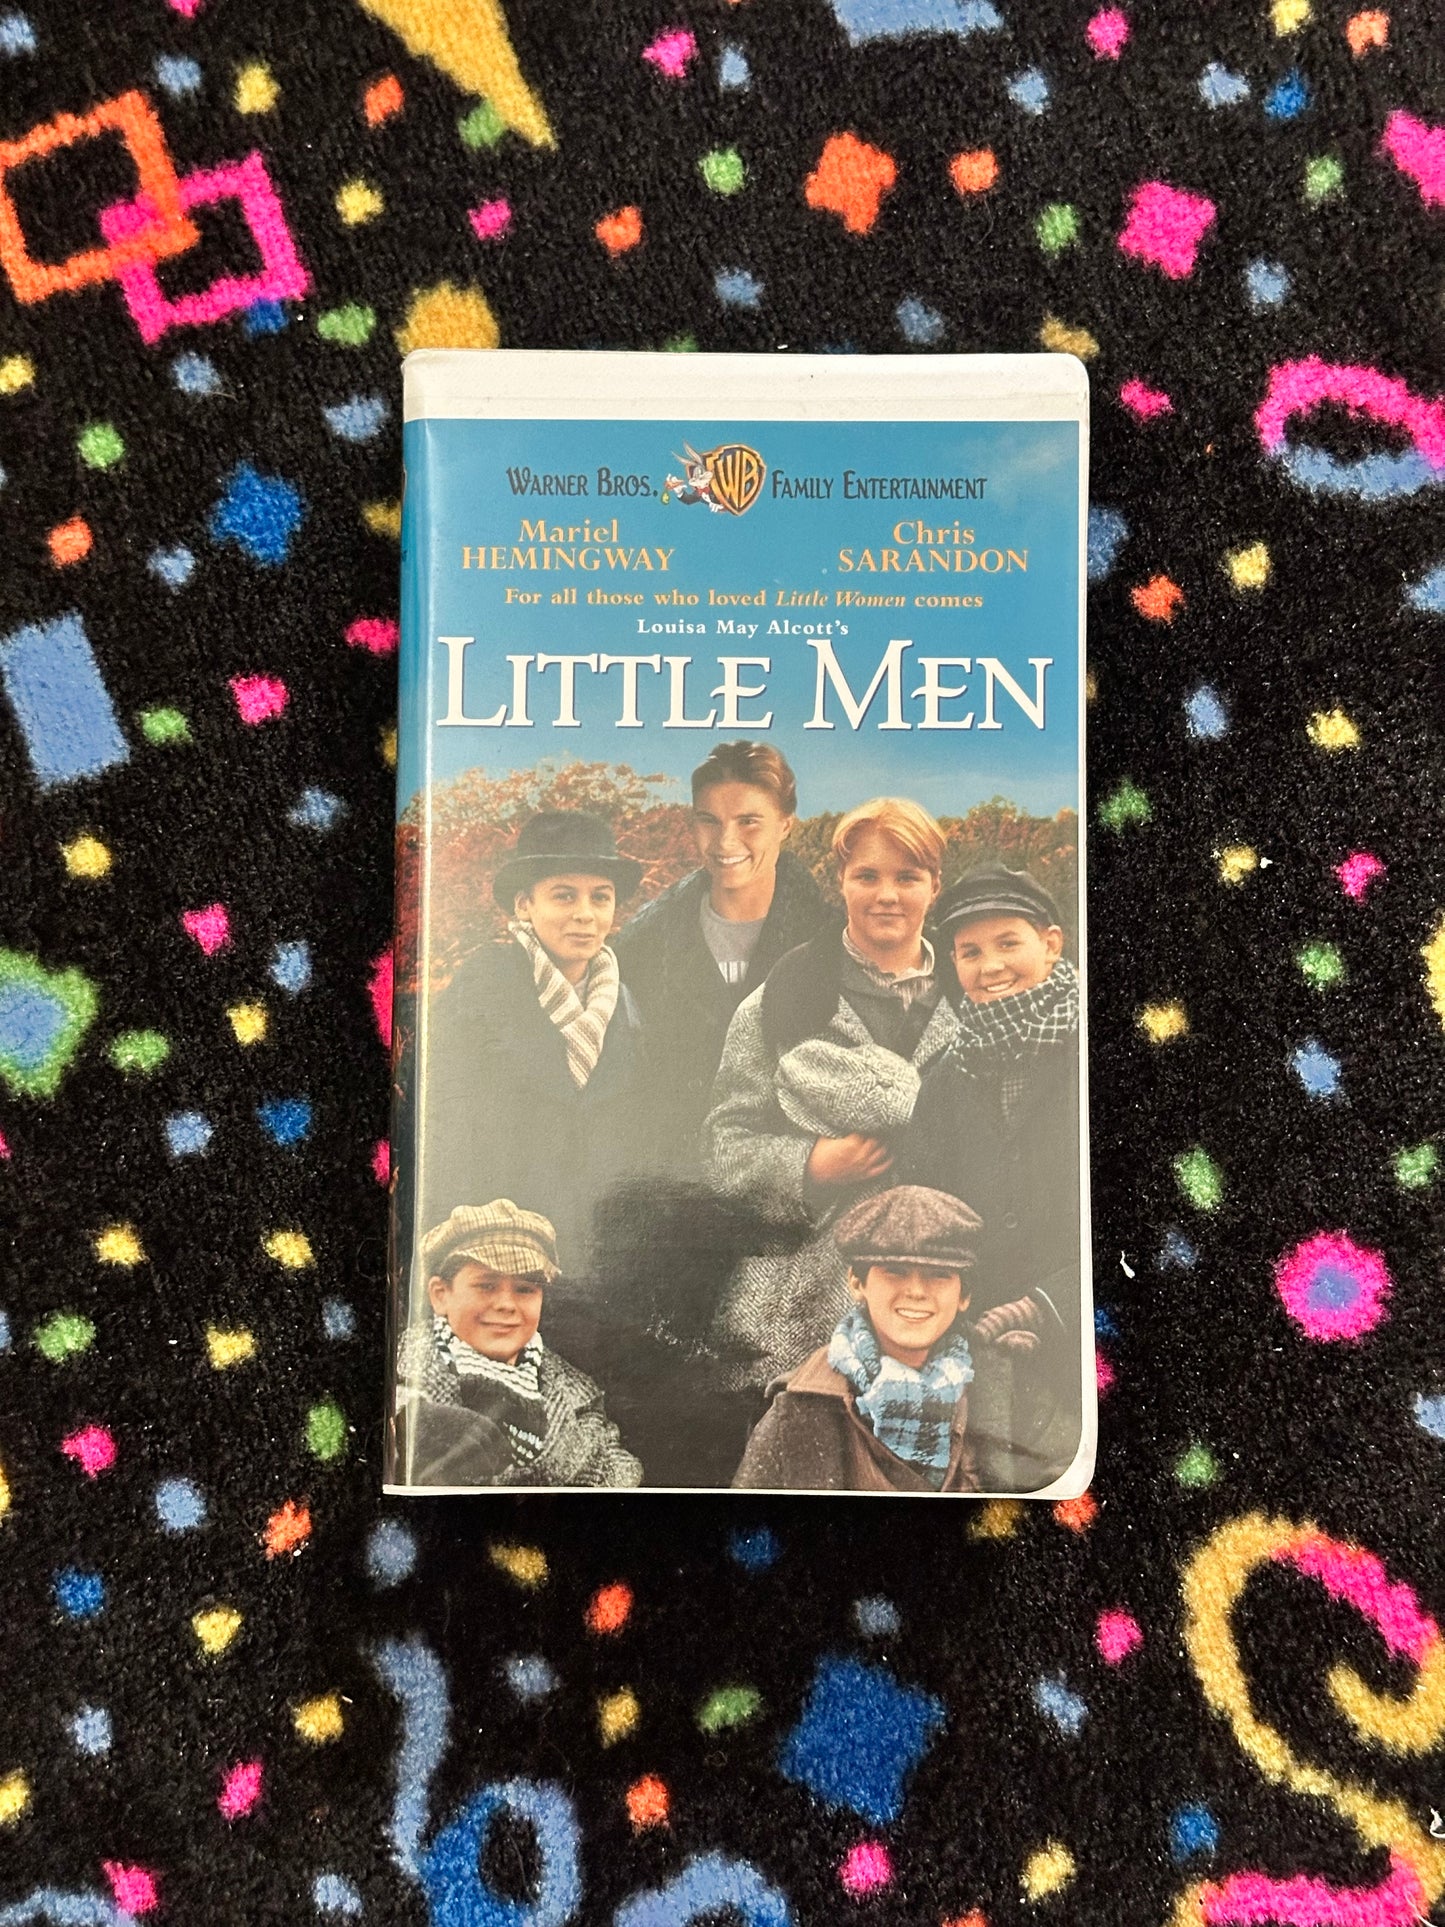 WARNER BROS. WB FAMILY ENTERTAINMENT
Mariel HEMINGWAY
Chris SARANDON
For all those who loved Little Women comes
Louisa May Alcott's
LITTLE MEN